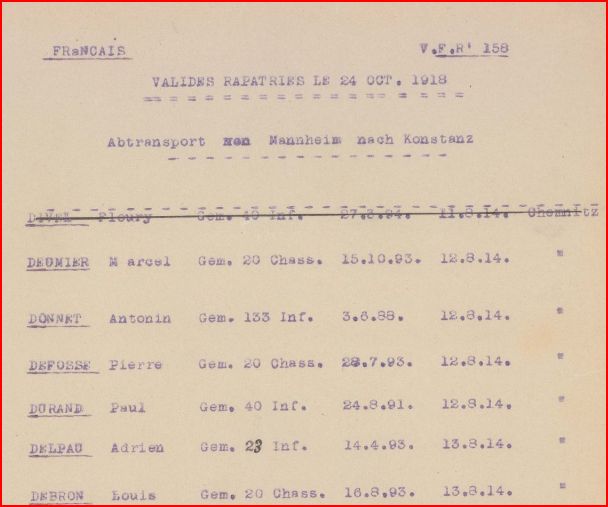 FRaNCAIS V.F.R' 158
VALIDES RAPATRIES LE 24 OCT. 1918
Abtransport von Mannheim nach Konstanz
DIVEL Fleury Gem. 40 Inf. 27.3.94. 11.8.14. Chemnitz
DEUMIER M arcel Gem. 20 Chass. 15.10.93. 12.8.14. "
DONNET Antonin Gem. 133 Inf. 3.6.88. 12.8.14. "
DEFOSSE Pierre Gem. 20 Chass. 28.7.93. 12.8.14. "
DURAND Paul Gem. 40 Inf. 24.8.91. 12.8.14. "
DELPAU Adrien Gem. 23 Inf. 14.4.93. 13.8.14. "
DEBRON Louis Gem. 20 Chass. 16.8.93. 13.8.14. "